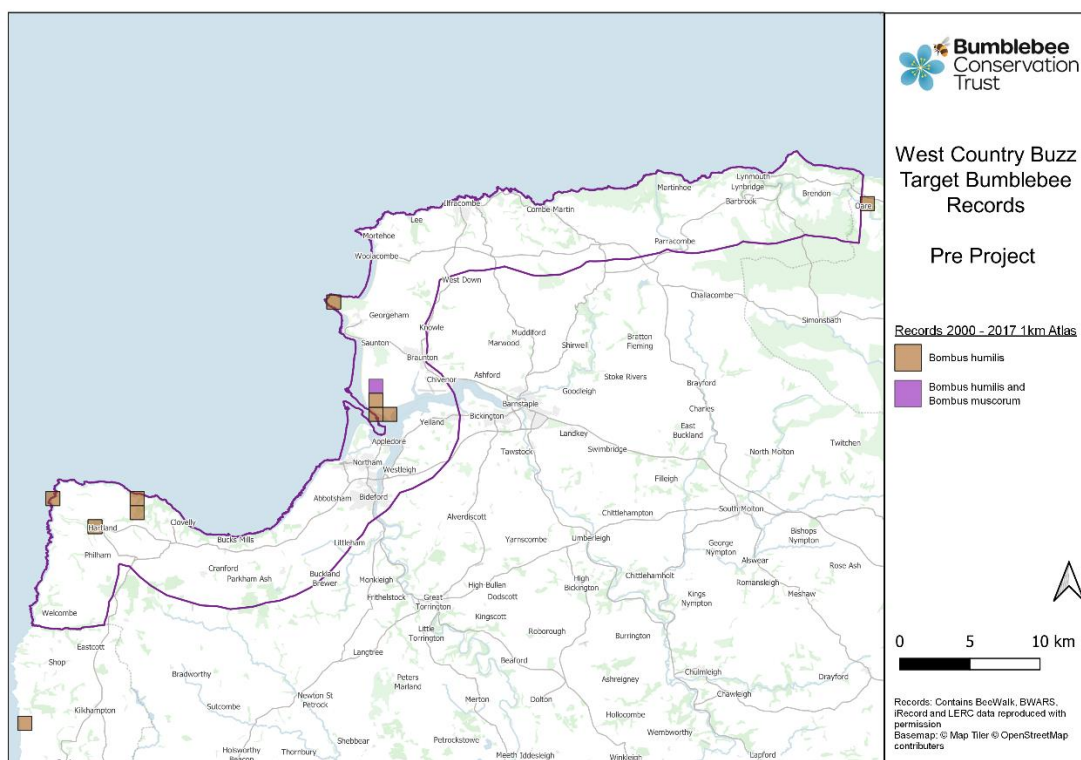 Bumblebee
Conservation
Trust
West Country Buzz
Target Bumblebee
Records
Pre Project
Records 2000 - 2017 1km Atlas
Bombus humilis
Bombus humilis and
Bombus muscorum
0 5 10 km
Records: Contains BeeWalk, BWARS,
iRecord and LERC data reproduced with
permission
Basemap: © Map Tiler © OpenStreetMap
contributers
Lynmouth
Martinhoe
Lynbridge
Brendon
Barbrook
Oare
Ilfracombe
Combe Martin
Lee
Mortehoe
Parracombe
Woolacombe
West Down
Challacombe
Simonsbath
Georgeham
Knowle
Muddiford
Marwood
Shirwell
Bratton
Fleming
Saunton
Braunton
Chivenor
Ashford
Stoke Rivers
Brayford
Goodleigh
Barnstaple
Charles
Yelland
Bickington
Landkey
East
Buckland
Twitchen
Appledore
Tawstock
Swimbridge
North Molton
Northam
Westleigh
Filleigh
Abbotsham
Bideford
Hartland
Clovelly
Alverdiscott
Chittlehampton
South Molton
Bishops
Nympton
Bucks Mills
Littleham
Yarnscombe
Umberleigh
George
Nympton
Alswear
Rose Ash
Philham
Cranford
Parkham Ash
Buckland
Brewer
Monkleigh
Frithelstock
Great
Torrington
High Bullen
Dodscott
High
Bickington
Chittlehamholt
Romansleigh
Meshaw
Kings
Nympton
Welcombe
Kingscott
Little
Torrington
Roborough
Burrington
Eastcott
Shop
Langtree
Beaford
Bradworthy
Peters
Marland
Ashreigney
Chulmleigh
Drayford
Newton St
Petrock
Merton
Dolton
Chawleigh
Kilkhampton
Sutcombe
Hollocombe
Wembworthy
Holsworthy
Beacon
Thornbury
Shebbear
Petrockstowe
Meeth
Iddesleigh
Winkleigh
Lapford